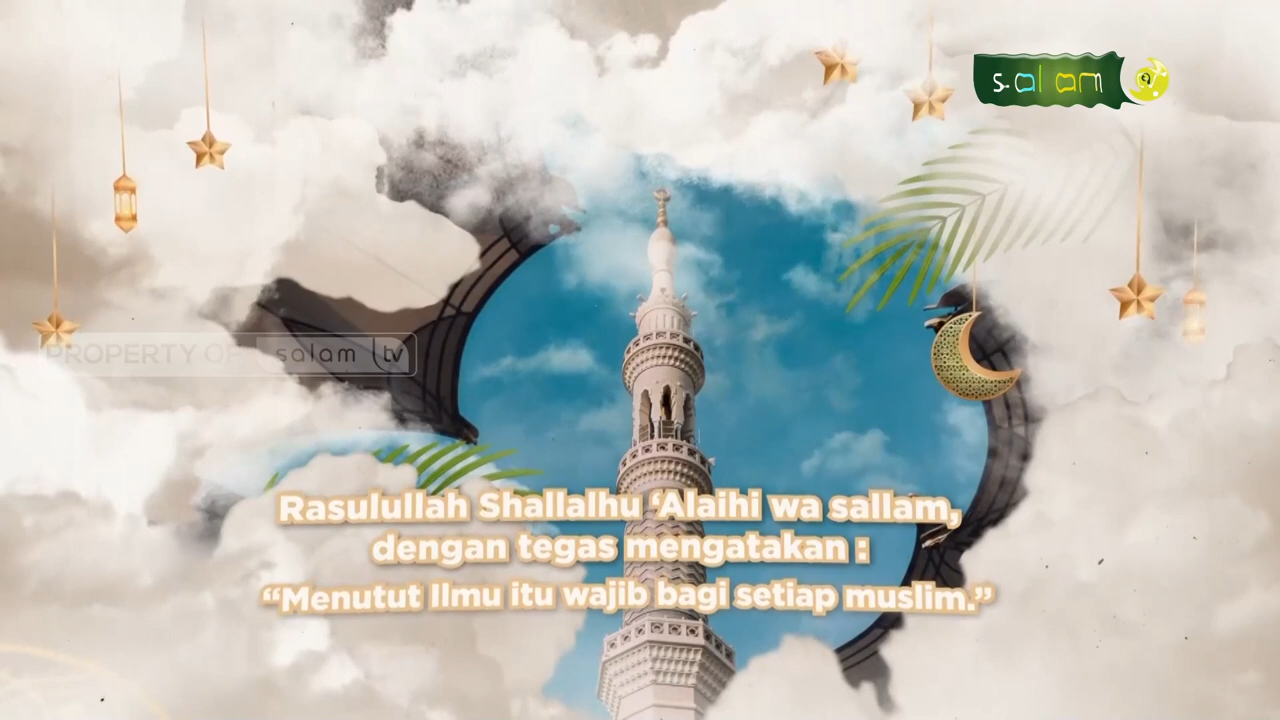 salam
PROPERTY OF salam tv
Rasulullah Shallalhu ‘Alaihi wa sallam,
dengan tegas mengatakan :
“Menutut Ilmu itu wajib bagi setiap muslim.”